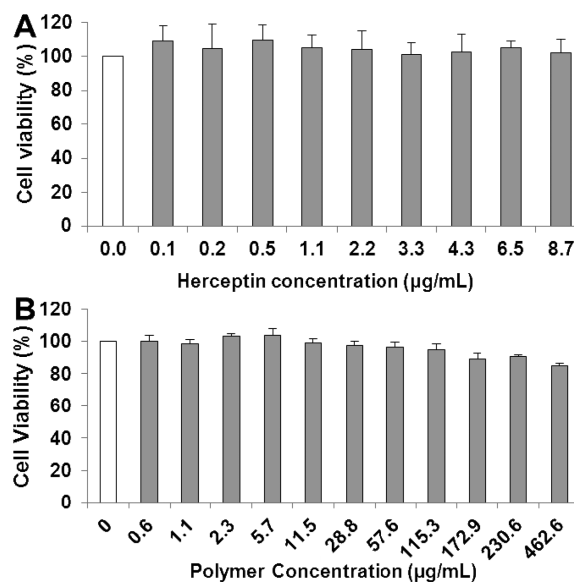 A
Cell viability (%)
120
100
80
60
40
20
0
0.0 0.1 0.2 0.5 1.1 2.2 3.3 4.3 6.5 8.7
Herceptin concentration (µg/mL)
B
Cell Viability (%)
120
100
80
60
40
20
0
0 0.6 1.1 2.3 5.7 11.5 28.8 57.6 115.3 172.9 230.6 462.6
Polymer Concentration (µg/mL)